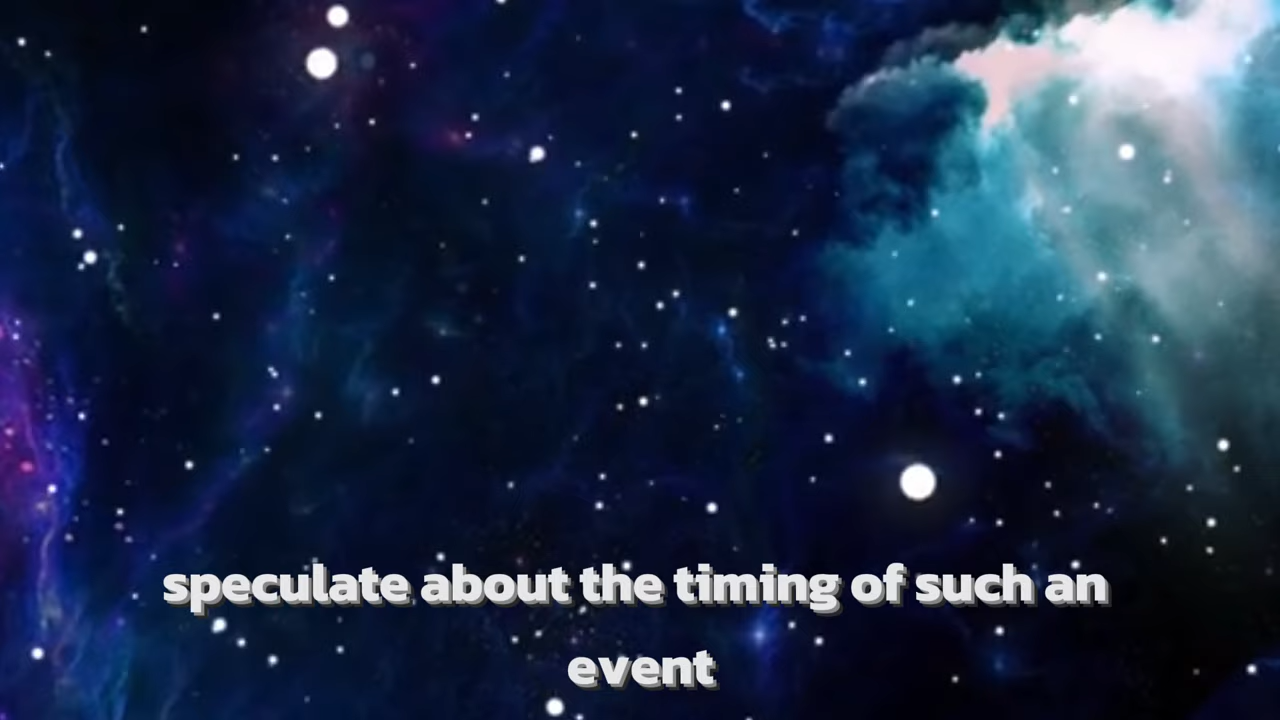 speculate about the timing of such an
event